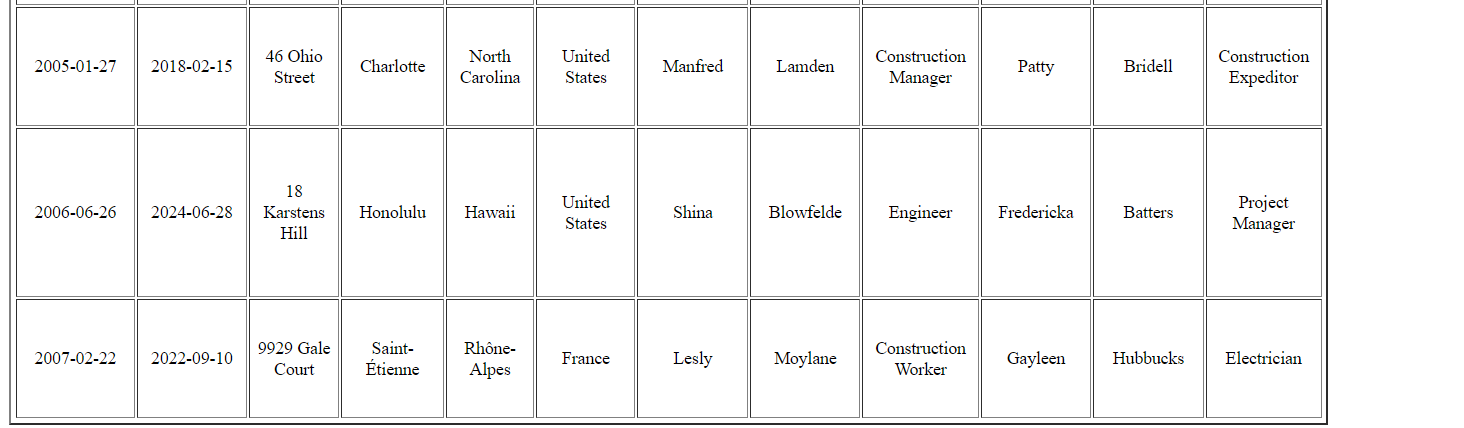 2005-01-27 2018-02-15 46 Ohio Street Charlotte North Carolina United States Manfred Lamden Construction Manager Patty Bridell Construction Expeditor
2006-06-26 2024-06-28 18 Karstens Hill Honolulu Hawaii United States Shina Blowfelde Engineer Fredericka Batters Project Manager
2007-02-22 2022-09-10 9929 Gale Court Saint-Étienne Rhône-Alpes France Lesly Moylane Construction Worker Gayleen Hubbucks Electrician